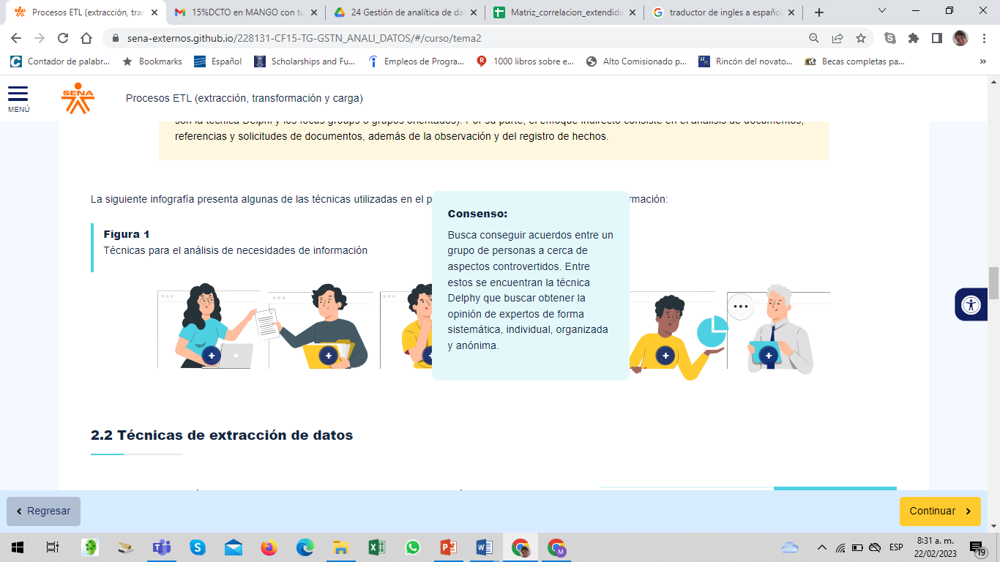 Procesos ETL (extracción, tran
15%DCTO en MANGO con tu
24 Gestión de analítica de da
Matriz_correlacion_extendida
traductor de ingles a español
sena-externos.github.io/228131-CF15-TG-GSTN_ANALI_DATOS/#/curso/tema2
Contador de palabr...
Bookmarks
Español
Scholarships and Fu...
Empleos de Progra...
1000 libros sobre e...
Alto Comisionado p...
Rincón del novato...
Becas completas pa...
MENÚ
SENA
Procesos ETL (extracción, transformación y carga)
son la técnica Delphy y los focus groups o grupos orientados). Por su parte, el enfoque indirecto consiste en el análisis de documentos,
referencias y solicitudes de documentos, además de la observación y del registro de hechos.
La siguiente infografía presenta algunas de las técnicas utilizadas en el p
rmación:
Figura 1
Técnicas para el análisis de necesidades de información
Consenso:
Busca conseguir acuerdos entre un
grupo de personas a cerca de
aspectos controvertidos. Entre
estos se encuentran la técnica
Delphy que buscar obtener la
opinión de expertos de forma
sistemática, individual, organizada
y anónima.
2.2 Técnicas de extracción de datos
Regresar
Continuar
ESP
8:31 a. m.
22/02/2023
19